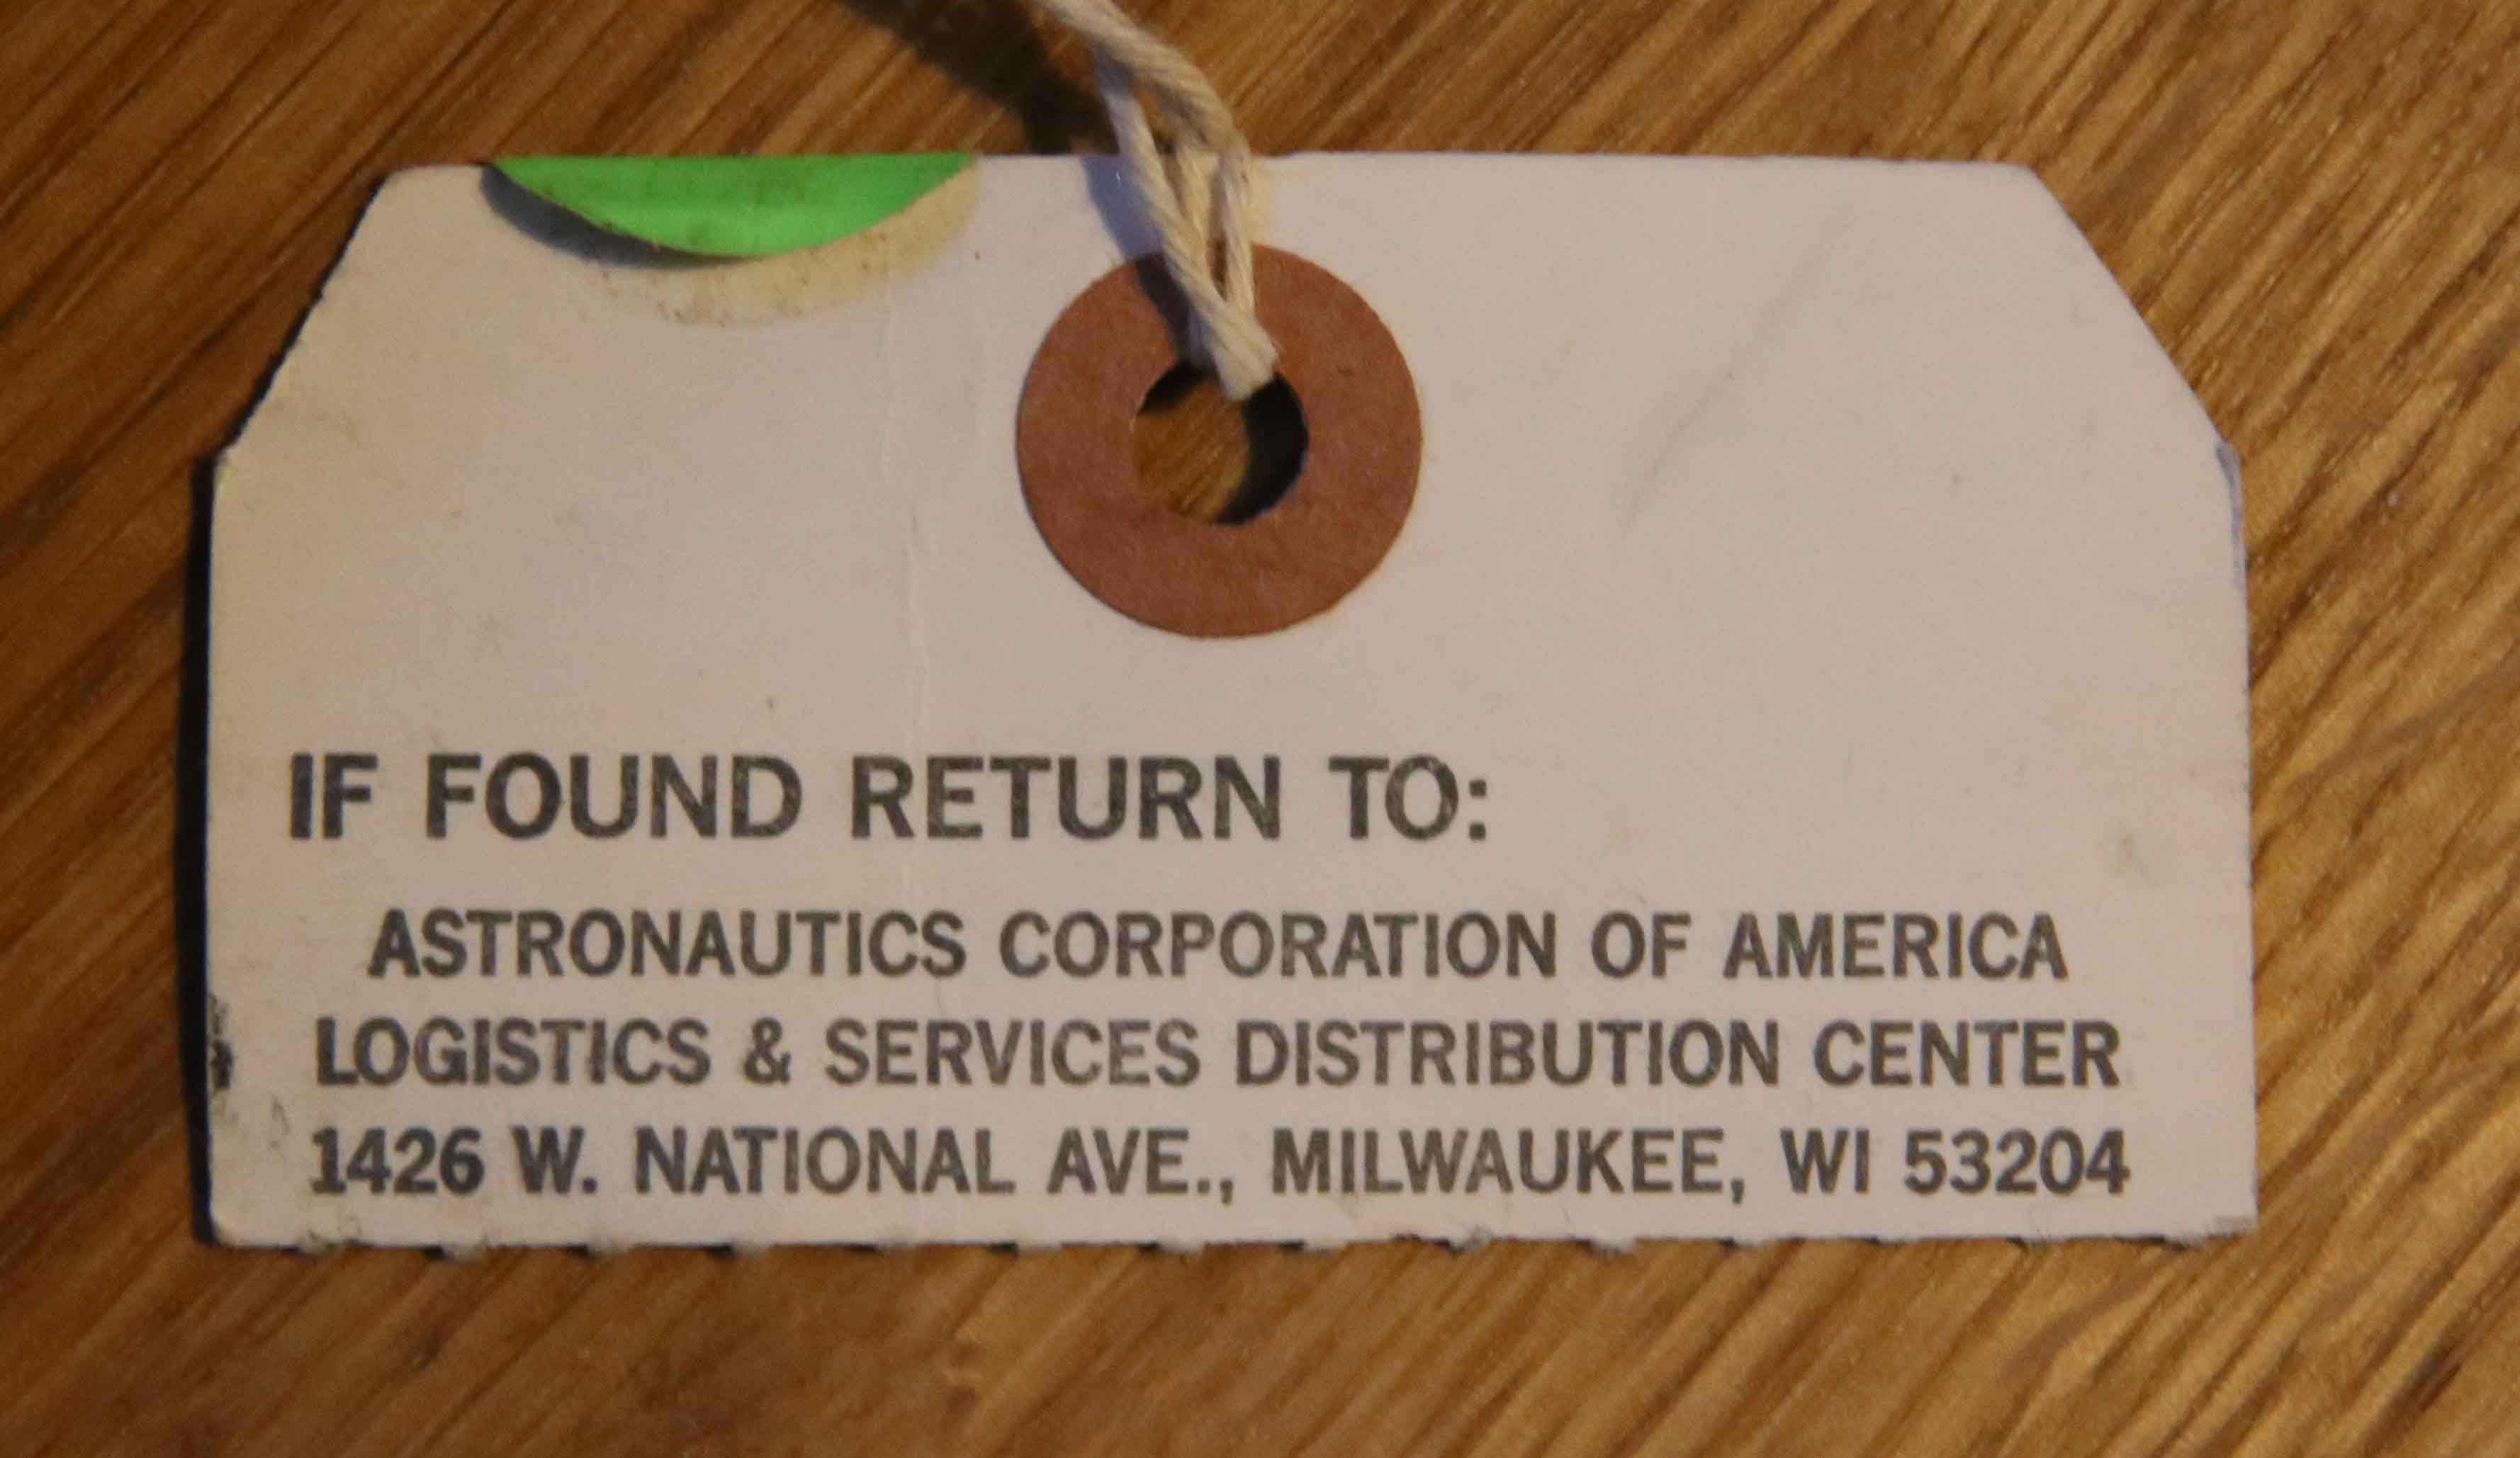 IF FOUND RETURN TO:
ASTRONAUTICS CORPORATION OF AMERICA
LOGISTICS & SERVICES DISTRIBUTION CENTER
1426 W. NATIONAL AVE., MILWAUKEE, WI 53204